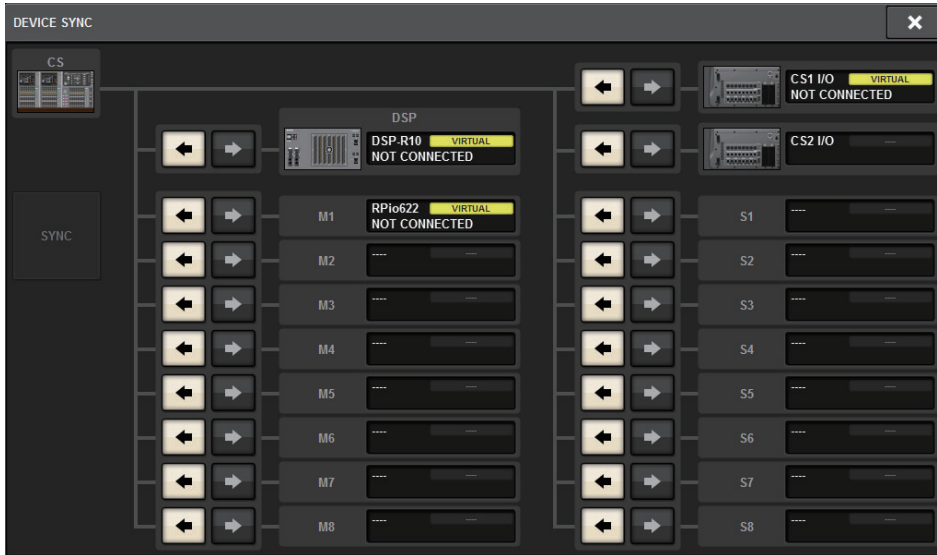 DEVICE SYNC
CS
CS1 I/O VIRTUAL
NOT CONNECTED
DSP
DSP-R10 VIRTUAL
NOT CONNECTED
CS2 I/O ----
SYNC
M1 RPio622 VIRTUAL
NOT CONNECTED
S1 ---- ----
M2 ---- ----
S2 ---- ----
M3 ---- ----
S3 ---- ----
M4 ---- ----
S4 ---- ----
M5 ---- ----
S5 ---- ----
M6 ---- ----
S6 ---- ----
M7 ---- ----
S7 ---- ----
M8 ---- ----
S8 ---- ----